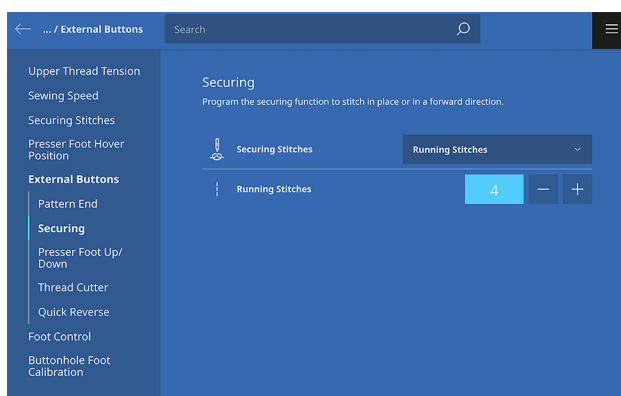 ... / External Buttons
Search
Upper Thread Tension
Sewing Speed
Securing Stitches
Presser Foot Hover
Position
External Buttons
Pattern End
Securing
Presser Foot Up/
Down
Thread Cutter
Quick Reverse
Foot Control
Buttonhole Foot
Calibration
Securing
Program the securing function to stitch in place or in a forward direction.
Securing Stitches
Running Stitches
Running Stitches
4